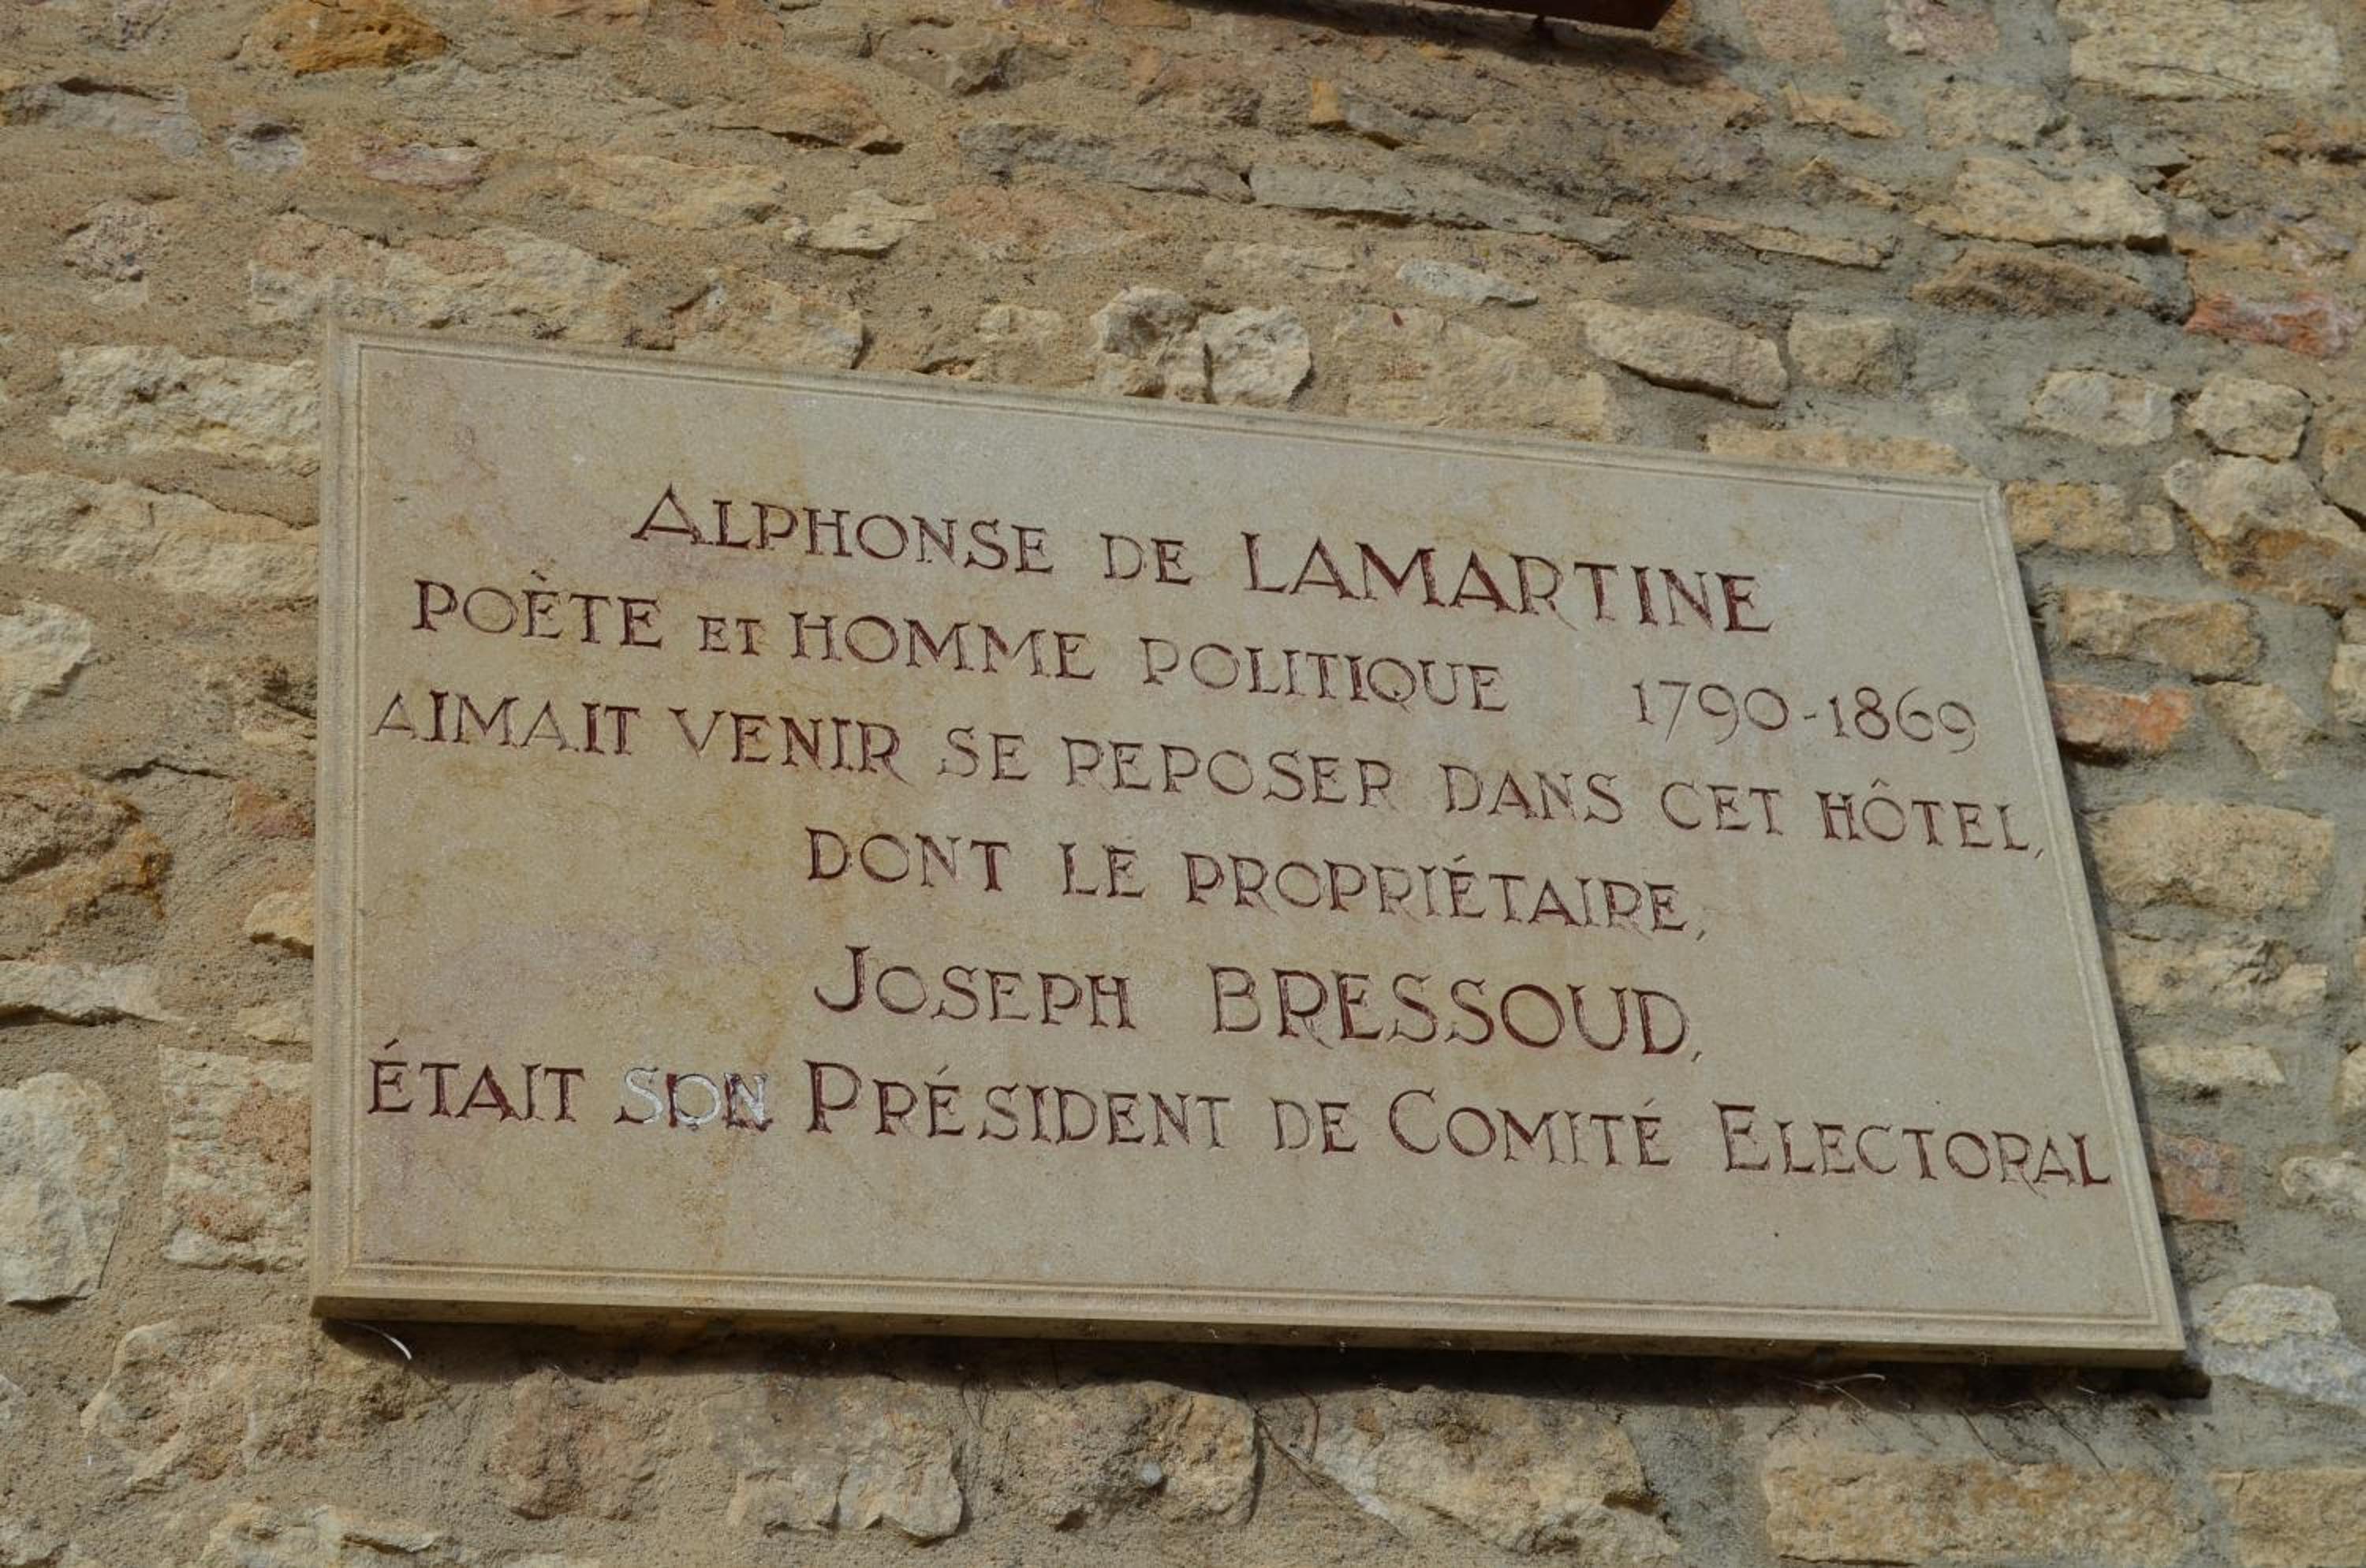 ALPHONSE DE LAMARTINE
POÈTE ET HOMME POLITIQUE 1790-1869
AIMAIT VENIR SE REPOSER DANS CET HÔTEL,
DONT LE PROPRIÉTAIRE,
JOSEPH BRESSOUD,
ÉTAIT SON PRÉSIDENT DE COMITÉ ELECTORAL